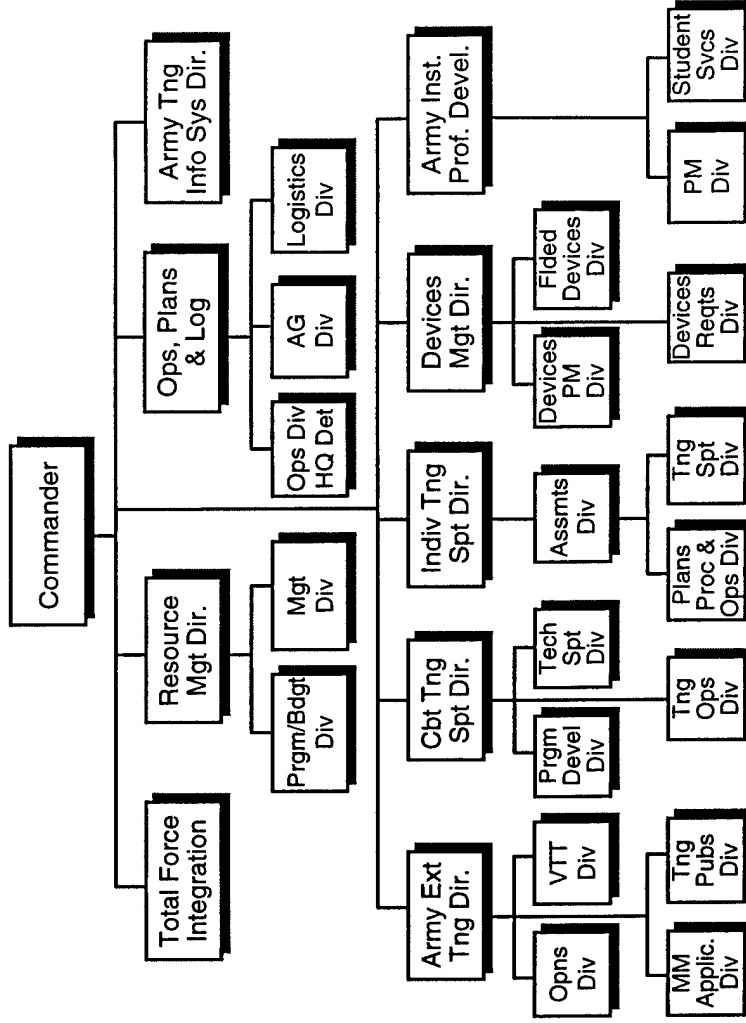 Commander
Total Force
Integration
Resource
Mgt Dir.
Ops, Plans
& Log
Army Tng
Info Sys Dir.
Prgm/Bdgt
Div
Mgt
Div
Ops Div
HQ Det
AG
Div
Logistics
Div
Army Ext
Tng Dir.
Cbt Tng
Spt Dir.
Indiv Tng
Spt Dir.
Devices
Mgt Dir.
Army Inst.
Prof. Devel.
Opns
Div
VTT
Div
Prgm
Devel
Div
Tech
Spt
Div
Assmts
Div
Devices
PM
Div
Flded
Devices
Div
MM
Applic.
Div
Tng
Pubs
Div
Tng
Ops
Div
Plans
Proc &
Ops Div
Tng
Spt
Div
Devices
Reqts
Div
PM
Div
Student
Svcs
Div